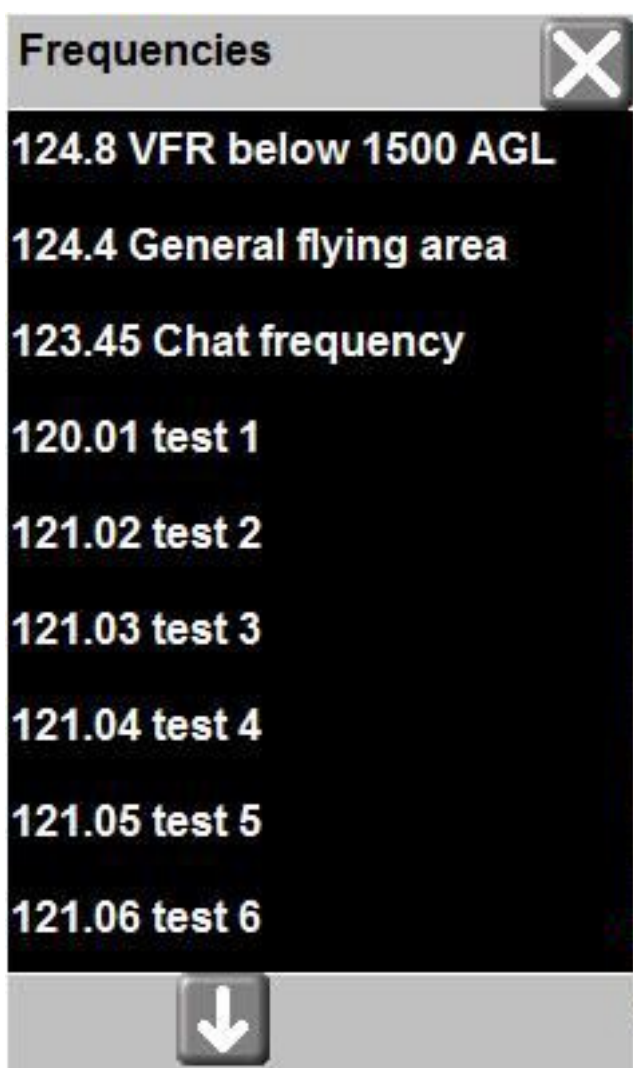 Frequencies
124.8 VFR below 1500 AGL
124.4 General flying area
123.45 Chat frequency
120.01 test 1
121.02 test 2
121.03 test 3
121.04 test 4
121.05 test 5
121.06 test 6